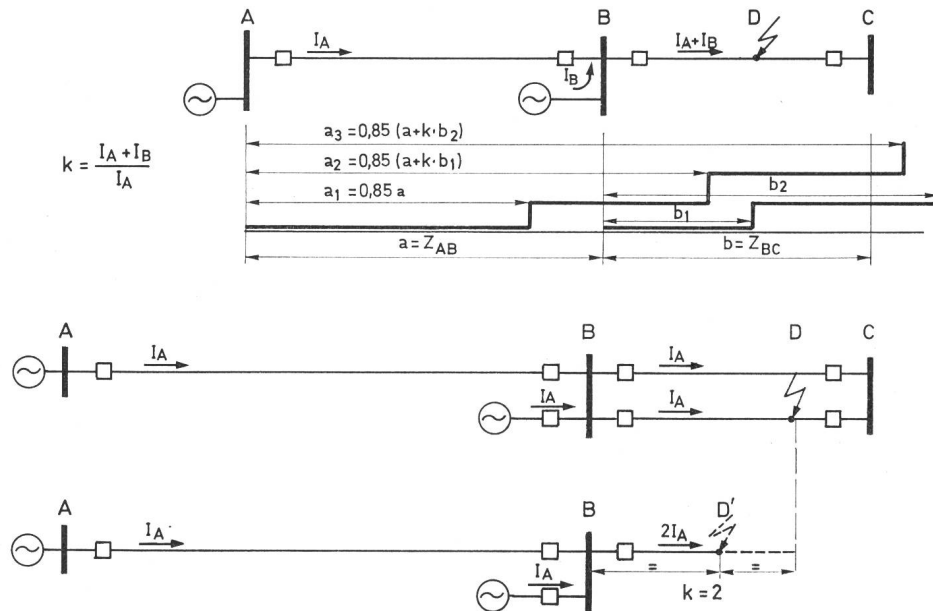 A B D C
I_A I_A+I_B
I_B
a_3 = 0,85 (a+k·b_2)
k = (I_A + I_B) / I_A
a_2 = 0,85 (a+k·b_1)
b_2
a_1 = 0,85 a
b_1
a = Z_AB b = Z_BC
A B D C
I_A I_A
I_A I_A
A B D'
I_A 2I_A
= =
I_A k = 2